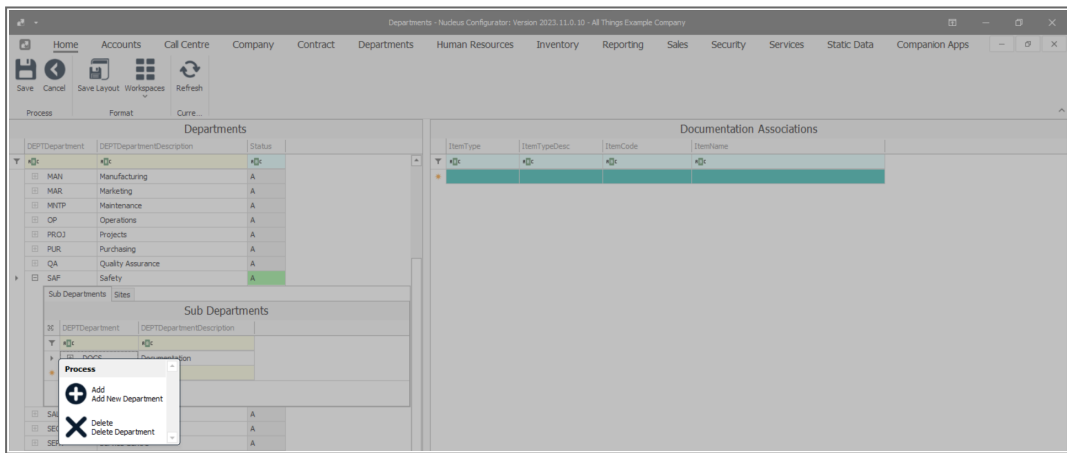 Departments - Nucleus Configurator: Version 2023.11.0.10 - All Things Example Company
Home Accounts Call Centre Company Contract Departments Human Resources Inventory Reporting Sales Security Services Static Data Companion Apps
Save Cancel Save Layout Workspaces Refresh
Process Format Curre...
Departments
DEPTDepartment DEPTDepartmentDescription Status
MAN Manufacturing A
MAR Marketing A
MNTP Maintenance A
OP Operations A
PROJ Projects A
PUR Purchasing A
QA Quality Assurance A
SAF Safety A
Sub Departments Sites
Sub Departments
DEPTDepartment DEPTDepartmentDescription
DOCS Documentation
Process
Add
Add New Department
Delete
Delete Department
A
A
A
Documentation Associations
ItemType ItemTypeDesc ItemCode ItemName